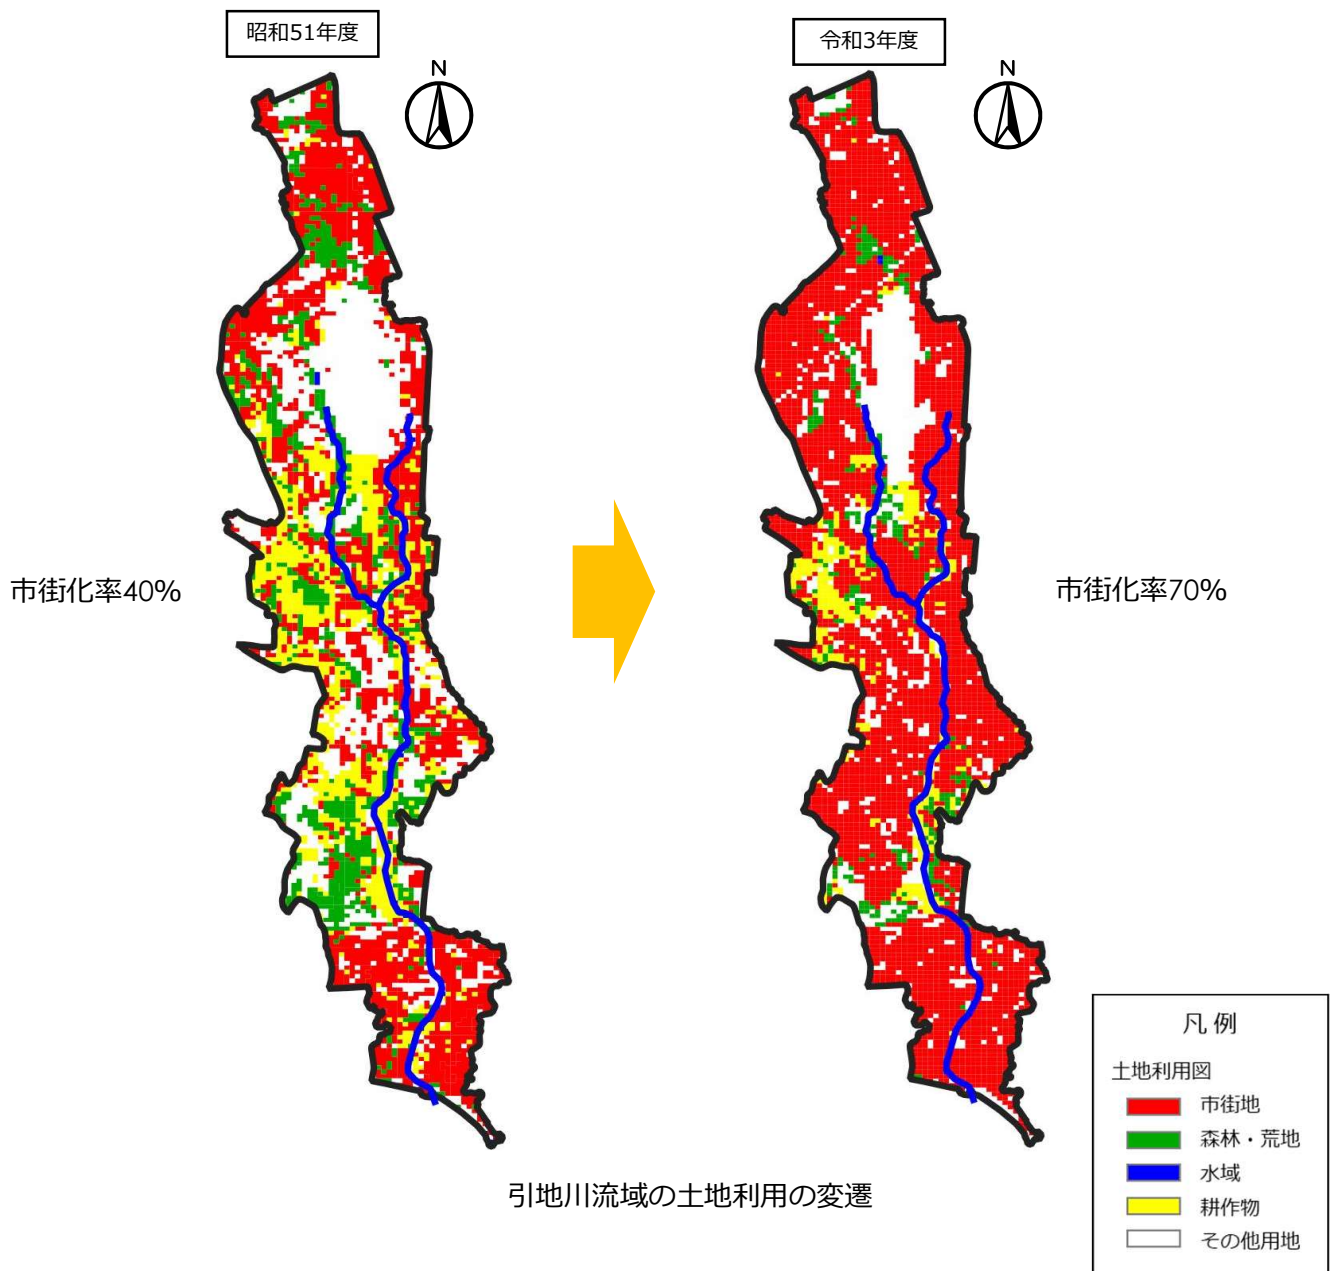 昭和51年度
令和3年度
N
N
市街化率40%
市街化率70%
引地川流域の土地利用の変遷
凡 例
土地利用図
市街地
森林・荒地
水域
耕作物
その他用地